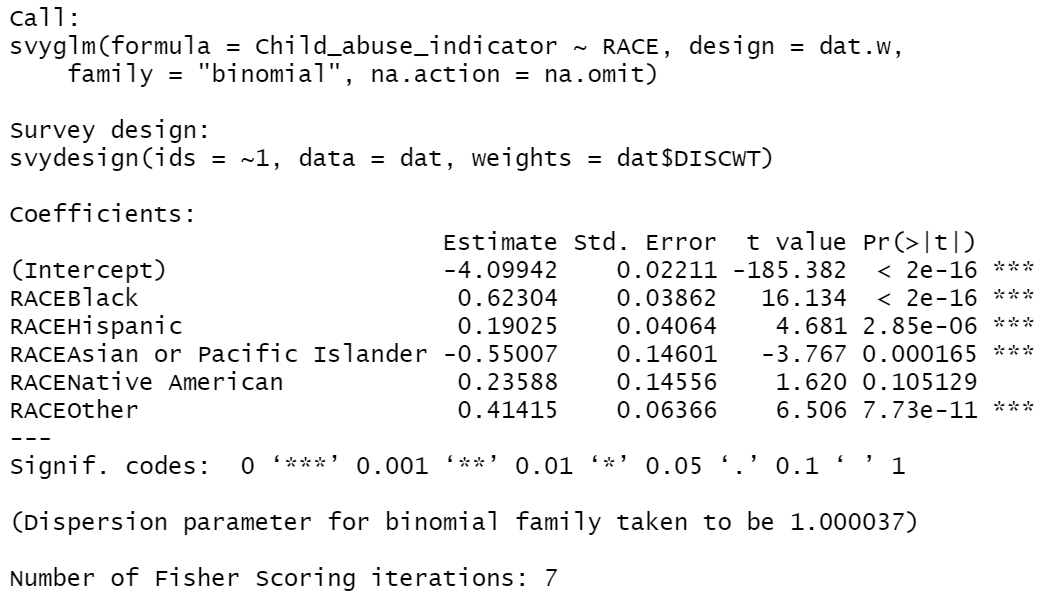 Call:
svyglm(formula = Child_abuse_indicator ~ RACE, design = dat.w,
    family = "binomial", na.action = na.omit)

Survey design:
svydesign(ids = ~1, data = dat, weights = dat$DISCWT)

Coefficients:
                               Estimate Std. Error  t value Pr(>|t|)
(Intercept)                    -4.09942    0.02211 -185.382  < 2e-16 ***
RACEBlack                       0.62304    0.03862   16.134  < 2e-16 ***
RACEHispanic                    0.19025    0.04064    4.681 2.85e-06 ***
RACEAsian or Pacific Islander  -0.55007    0.14601   -3.767 0.000165 ***
RACENative American             0.23588    0.14556    1.620 0.105129
RACEOther                       0.41415    0.06366    6.506 7.73e-11 ***
---
Signif. codes:  0 ‘***’ 0.001 ‘**’ 0.01 ‘*’ 0.05 ‘.’ 0.1 ‘ ’ 1

(Dispersion parameter for binomial family taken to be 1.000037)

Number of Fisher Scoring iterations: 7